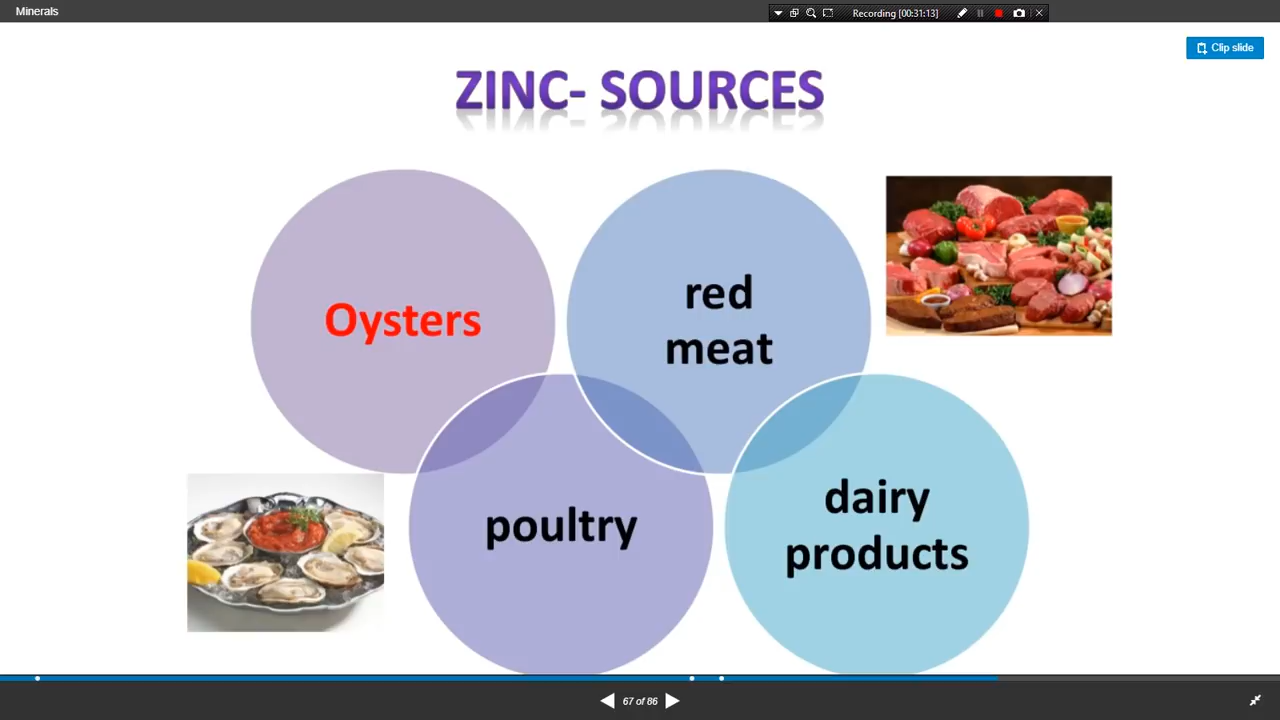 Minerals
Recording [00:31:13]
Clip slide
ZINC- SOURCES
Oysters
red
meat
poultry
dairy
products
67 of 86